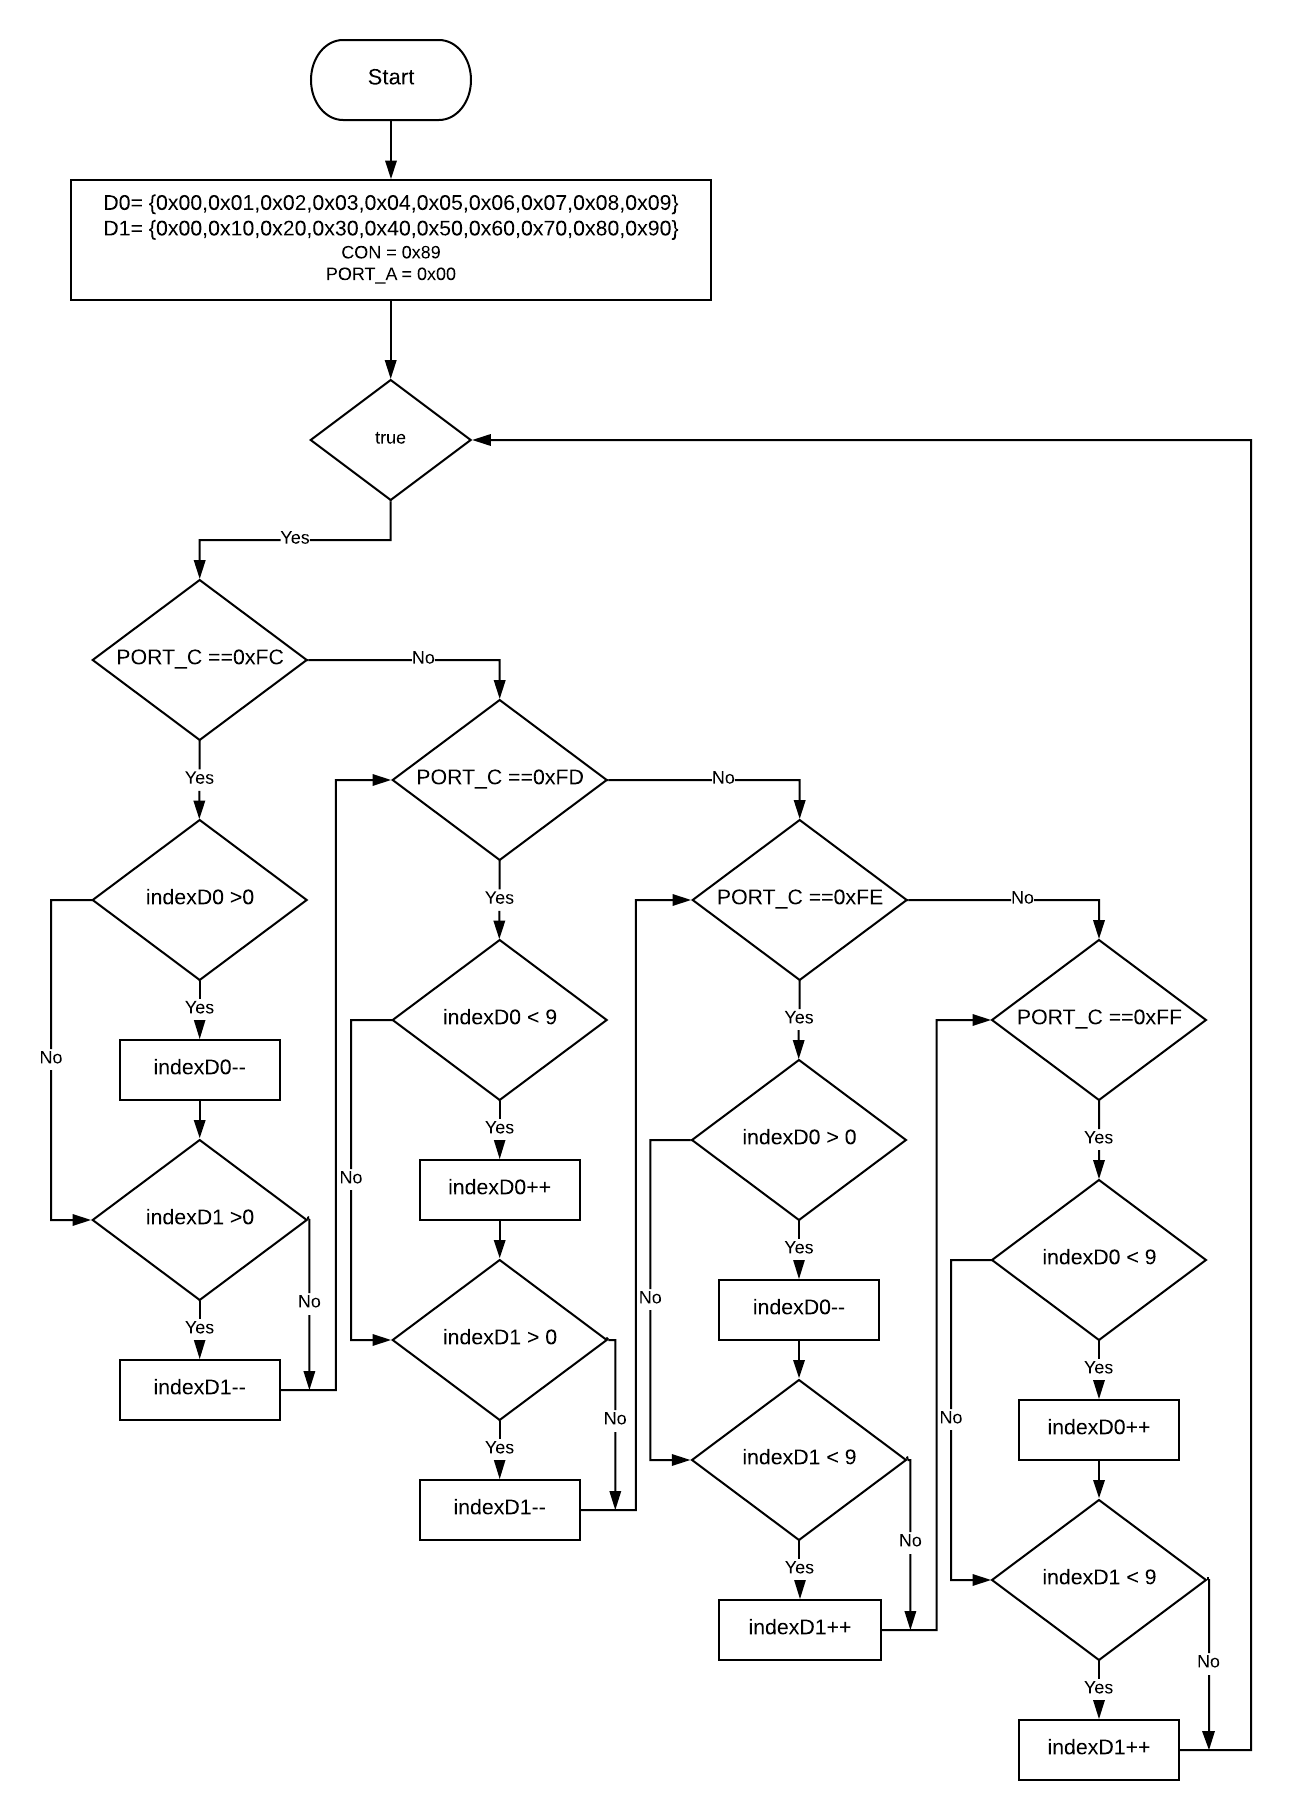 Start
D0= {0x00,0x01,0x02,0x03,0x04,0x05,0x06,0x07,0x08,0x09}
D1= {0x00,0x10,0x20,0x30,0x40,0x50,0x60,0x70,0x80,0x90}
CON = 0x89
PORT_A = 0x00
true
Yes
PORT_C ==0xFC
No
Yes
indexD0 >0
Yes
No
indexD0--
indexD1 >0
No
Yes
indexD1--
PORT_C ==0xFD
No
Yes
indexD0 < 9
Yes
No
indexD0++
indexD1 > 0
No
Yes
indexD1--
PORT_C ==0xFE
No
Yes
indexD0 > 0
Yes
No
indexD0--
indexD1 < 9
No
Yes
indexD1++
PORT_C ==0xFF
Yes
indexD0 < 9
Yes
No
indexD0++
indexD1 < 9
No
Yes
indexD1++